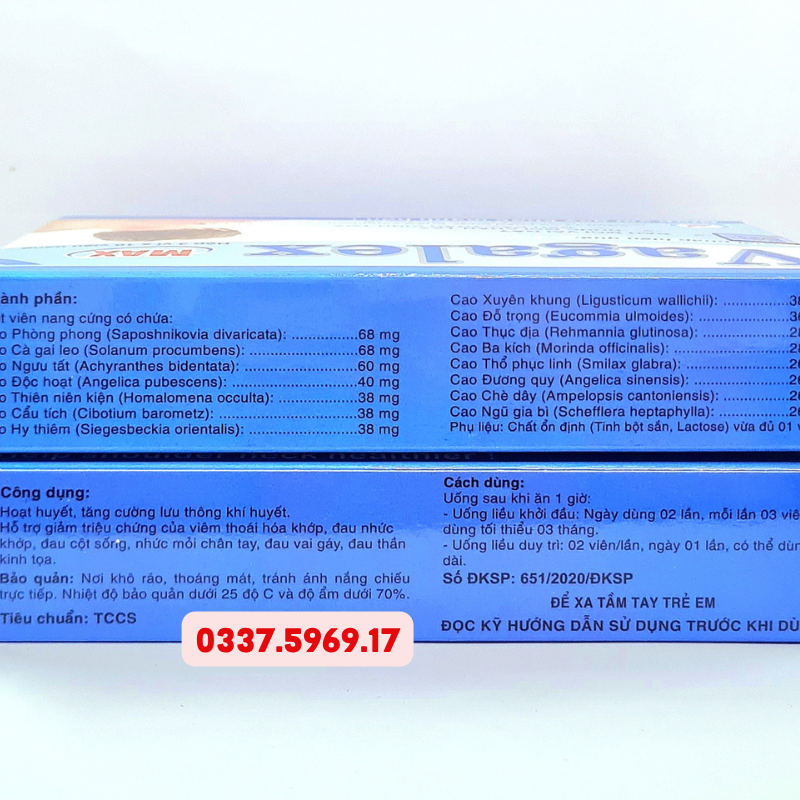 Vagalex
MAX
ành phần:
t viên nang cứng có chứa:
o Phòng phong (Saposhnikovia divaricata): ..................68 mg
o Cà gai leo (Solanum procumbens): ...........................68 mg
o Ngưu tất (Achyranthes bidentata): ...........................60 mg
o Độc hoạt (Angelica pubescens): ...............................40 mg
o Thiên niên kiện (Homalomena occulta): ....................38 mg
o Cẩu tích (Cibotium barometz): ..................................38 mg
o Hy thiêm (Siegesbeckia orientalis): ...........................38 mg
Cao Xuyên khung (Ligusticum wallichii): ................
Cao Đỗ trọng (Eucommia ulmoides): ...................
Cao Thục địa (Rehmannia glutinosa): ..................
Cao Ba kích (Morinda officinalis): ........................
Cao Thổ phục linh (Smilax glabra): ......................
Cao Đương quy (Angelica sinensis): ...................
Cao Chè dây (Ampelopsis cantoniensis): .............
Cao Ngũ gia bì (Schefflera heptaphylla): .............
Phụ liệu: Chất ổn định (Tinh bột sắn, Lactose) vừa đủ 01 v
Công dụng:
Hoạt huyết, tăng cường lưu thông khí huyết.
Hỗ trợ giảm triệu chứng của viêm thoái hóa khớp, đau nhức
khớp, đau cột sống, nhức mỏi chân tay, đau vai gáy, đau thần
kinh tọa.
Bảo quản: Nơi khô ráo, thoáng mát, tránh ánh nắng chiếu
trực tiếp. Nhiệt độ bảo quản dưới 25 độ C và độ ẩm dưới 70%.
Tiêu chuẩn: TCCS
Cách dùng:
Uống sau khi ăn 1 giờ:
- Uống liều khởi đầu: Ngày dùng 02 lần, mỗi lần 03 viê
dùng tối thiểu 03 tháng.
- Uống liều duy trì: 02 viên/lần, ngày 01 lần, có thể dùn
dài.
Số ĐKSP: 651/2020/ĐKSP
ĐỂ XA TẦM TAY TRẺ EM
ĐỌC KỸ HƯỚNG DẪN SỬ DỤNG TRƯỚC KHI DÙ
0337.5969.17